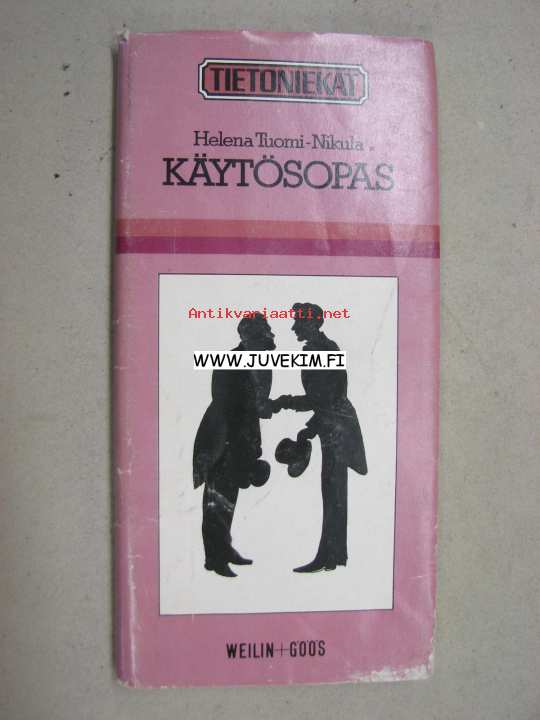 TIETONIEKAT
Helena Tuomi-Nikula
KÄYTÖSOPAS
Antikvariaatti.net
WWW.JUVEKIM.FI
WEILIN+GÖÖS